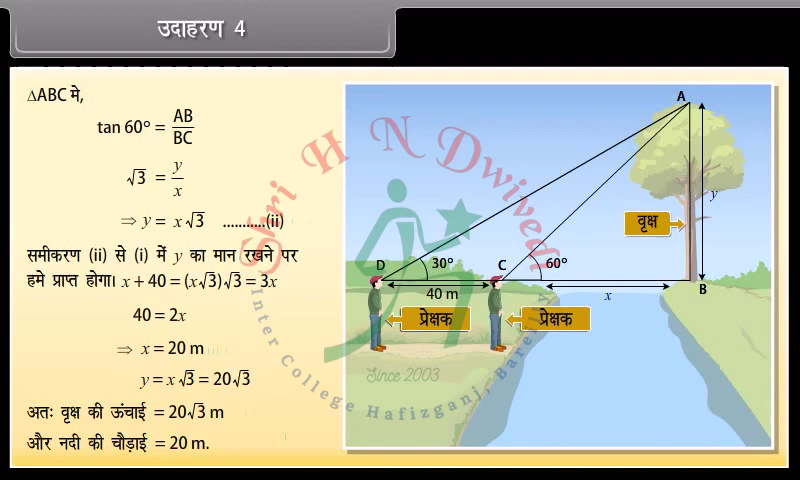 उदाहरण 4
∆ABC मे,
tan 60° = AB/BC
√3 = y/x
⇒ y = x√3 ...........(ii)
समीकरण (ii) से (i) में y का मान रखने पर
हमे प्राप्त होगा। x + 40 = (x√3)√3 = 3x
40 = 2x
⇒ x = 20 m
y = x√3 = 20√3
अतः वृक्ष की ऊंचाई = 20√3 m
और नदी की चौड़ाई = 20 m.
A
y
वृक्ष
D 30° C 60° B
40 m x
प्रेक्षक प्रेक्षक
Shri H N Dwivedi
Inter College Hafizganj, Bareilly
Since 2003